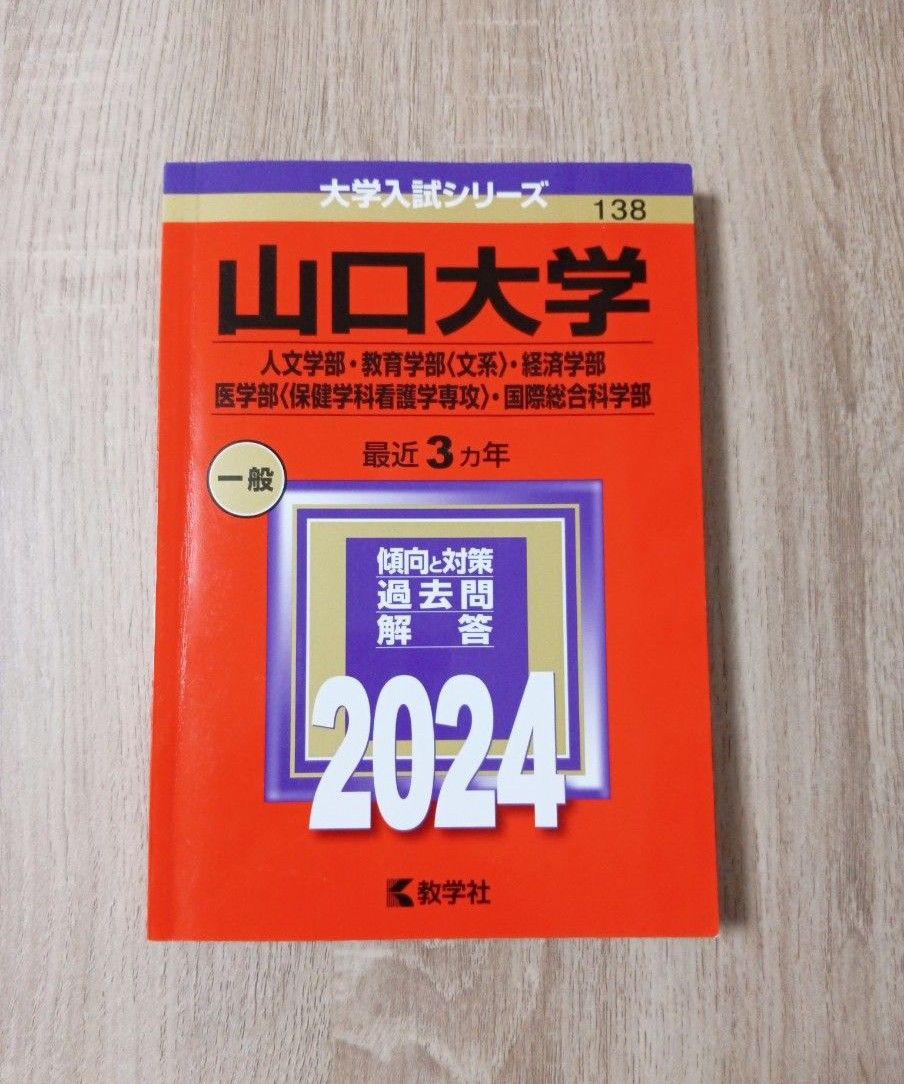 大学入試シリーズ
138
山口大学
人文学部・教育学部〈文系〉・経済学部
医学部〈保健学科看護学専攻〉・国際総合科学部
最近3カ年
一般
傾向と対策
過去問
解答
2024
教学社